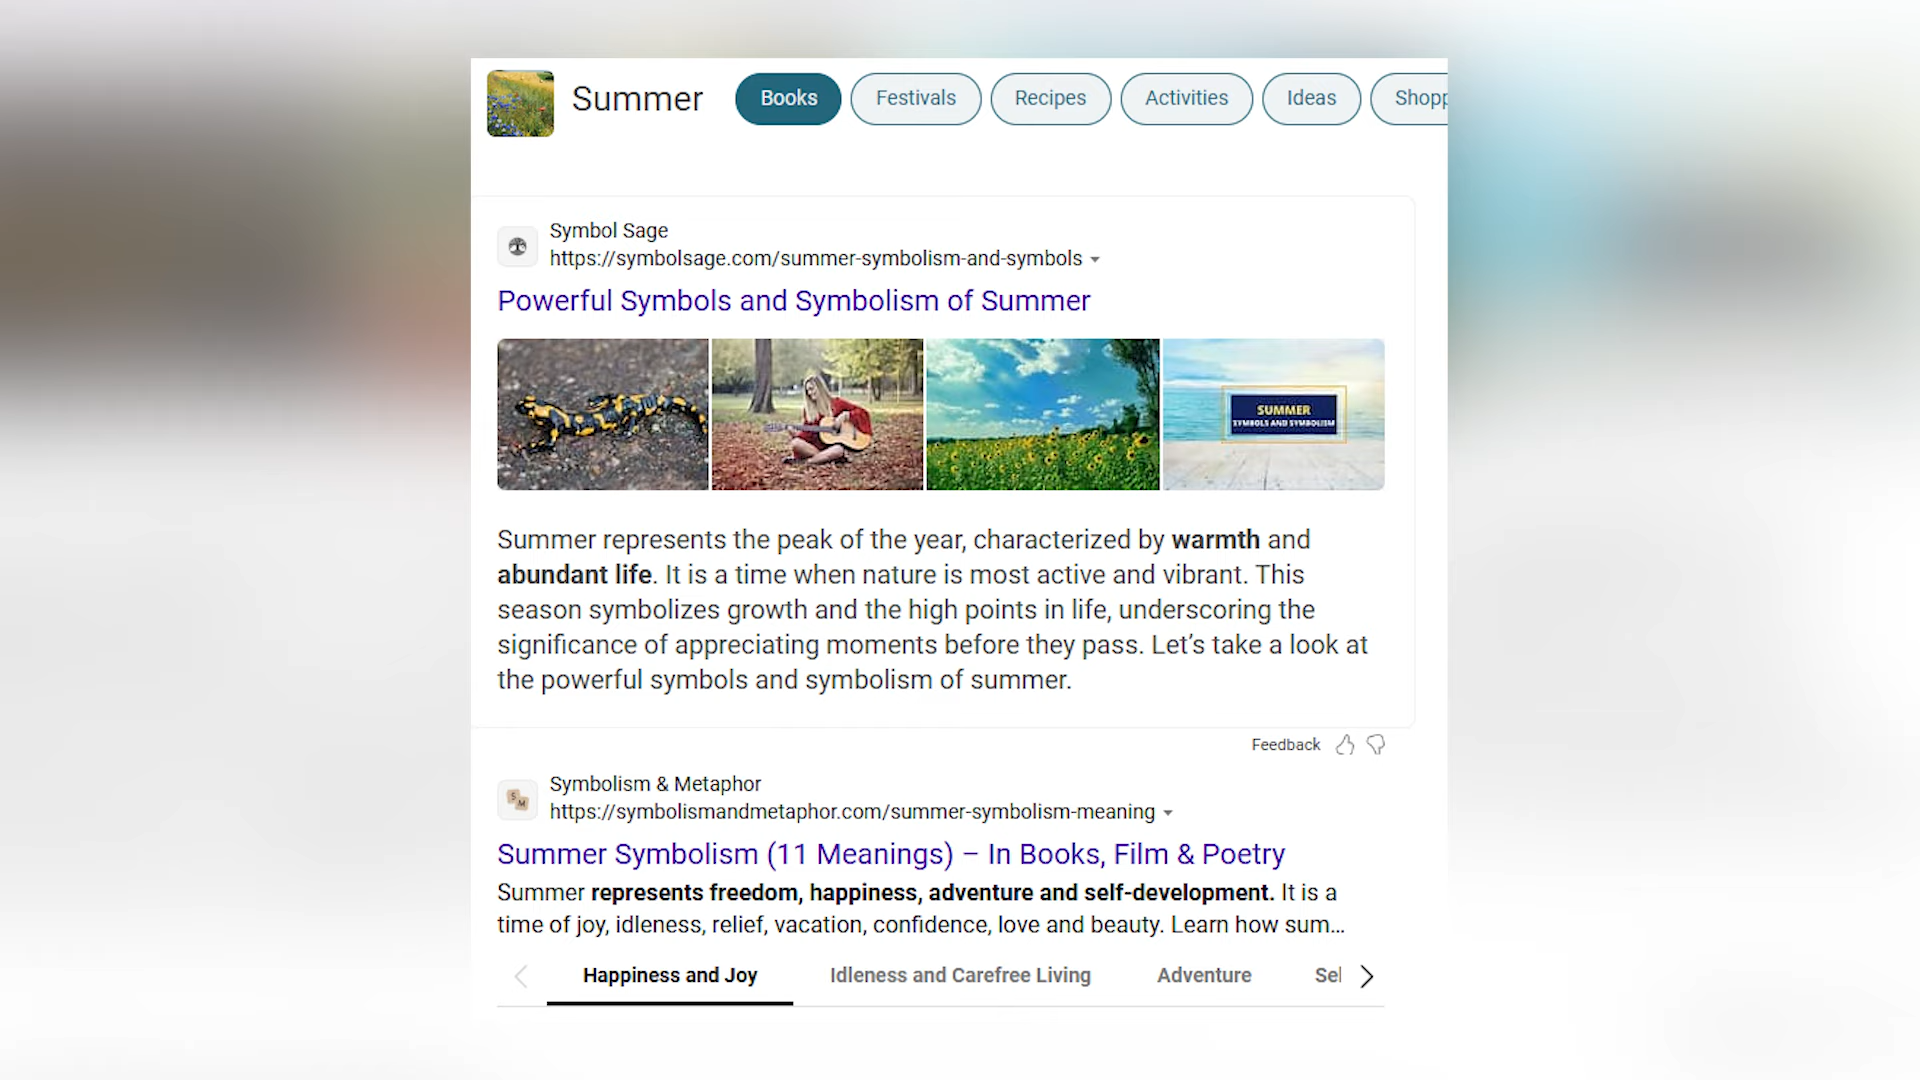 Summer
Books
Festivals
Recipes
Activities
Ideas
Shopp
Symbol Sage
https://symbolsage.com/summer-symbolism-and-symbols
Powerful Symbols and Symbolism of Summer
SUMMER
SYMBOLS AND SYMBOLISM
Summer represents the peak of the year, characterized by warmth and
abundant life. It is a time when nature is most active and vibrant. This
season symbolizes growth and the high points in life, underscoring the
significance of appreciating moments before they pass. Let’s take a look at
the powerful symbols and symbolism of summer.
Feedback
S
M
Symbolism & Metaphor
https://symbolismandmetaphor.com/summer-symbolism-meaning
Summer Symbolism (11 Meanings) – In Books, Film & Poetry
Summer represents freedom, happiness, adventure and self-development. It is a
time of joy, idleness, relief, vacation, confidence, love and beauty. Learn how sum...
Happiness and Joy
Idleness and Carefree Living
Adventure
Sel